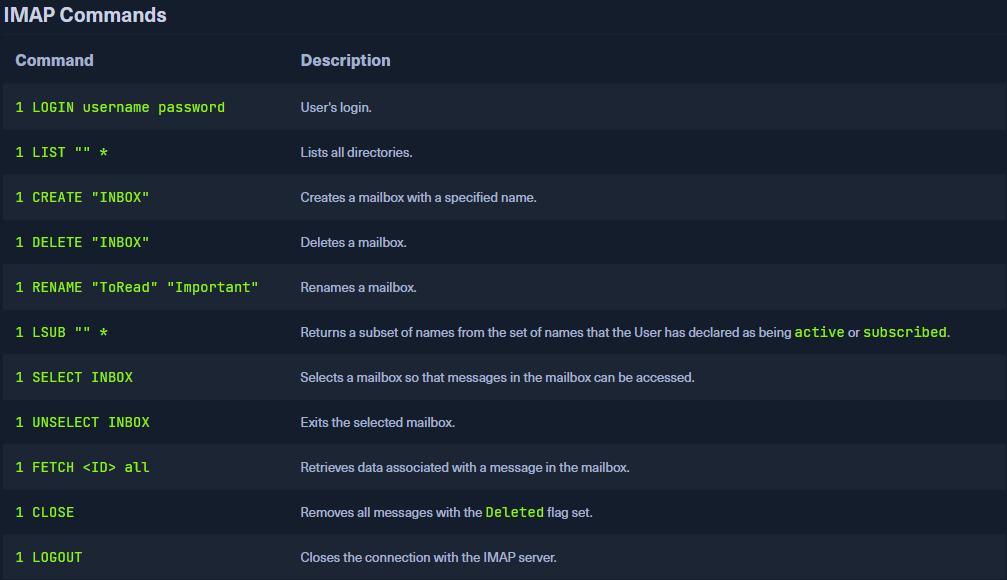 IMAP Commands
Command Description
1 LOGIN username password User's login.
1 LIST "" * Lists all directories.
1 CREATE "INBOX" Creates a mailbox with a specified name.
1 DELETE "INBOX" Deletes a mailbox.
1 RENAME "ToRead" "Important" Renames a mailbox.
1 LSUB "" * Returns a subset of names from the set of names that the User has declared as being active or subscribed.
1 SELECT INBOX Selects a mailbox so that messages in the mailbox can be accessed.
1 UNSELECT INBOX Exits the selected mailbox.
1 FETCH <ID> all Retrieves data associated with a message in the mailbox.
1 CLOSE Removes all messages with the Deleted flag set.
1 LOGOUT Closes the connection with the IMAP server.